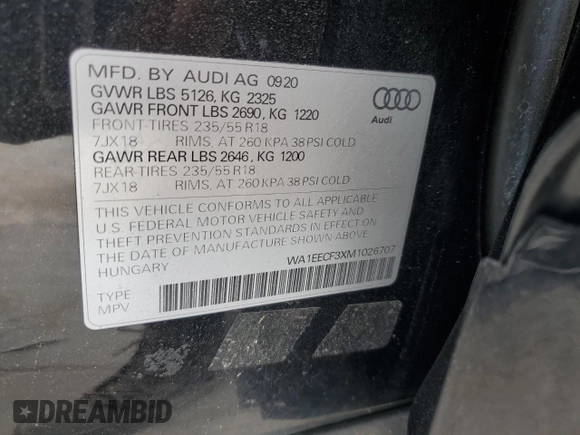 MFD. BY AUDI AG 09/20
GVWR LBS 5126, KG 2325
GAWR FRONT LBS 2690, KG 1220
FRONT-TIRES 235/55 R18
7JX18 RIMS, AT 260 KPA 38 PSI COLD
GAWR REAR LBS 2646, KG 1200
REAR-TIRES 235/55 R18
7JX18 RIMS, AT 260 KPA 38 PSI COLD
THIS VEHICLE CONFORMS TO ALL APPLICABLE
U.S. FEDERAL MOTOR VEHICLE SAFETY AND
THEFT PREVENTION STANDARDS IN EFFECT ON
THE DATE OF MANUFACTURE SHOWN ABOVE
HUNGARY
WA1EECF3XM1026707
TYPE
MPV
Audi
DREAMBID